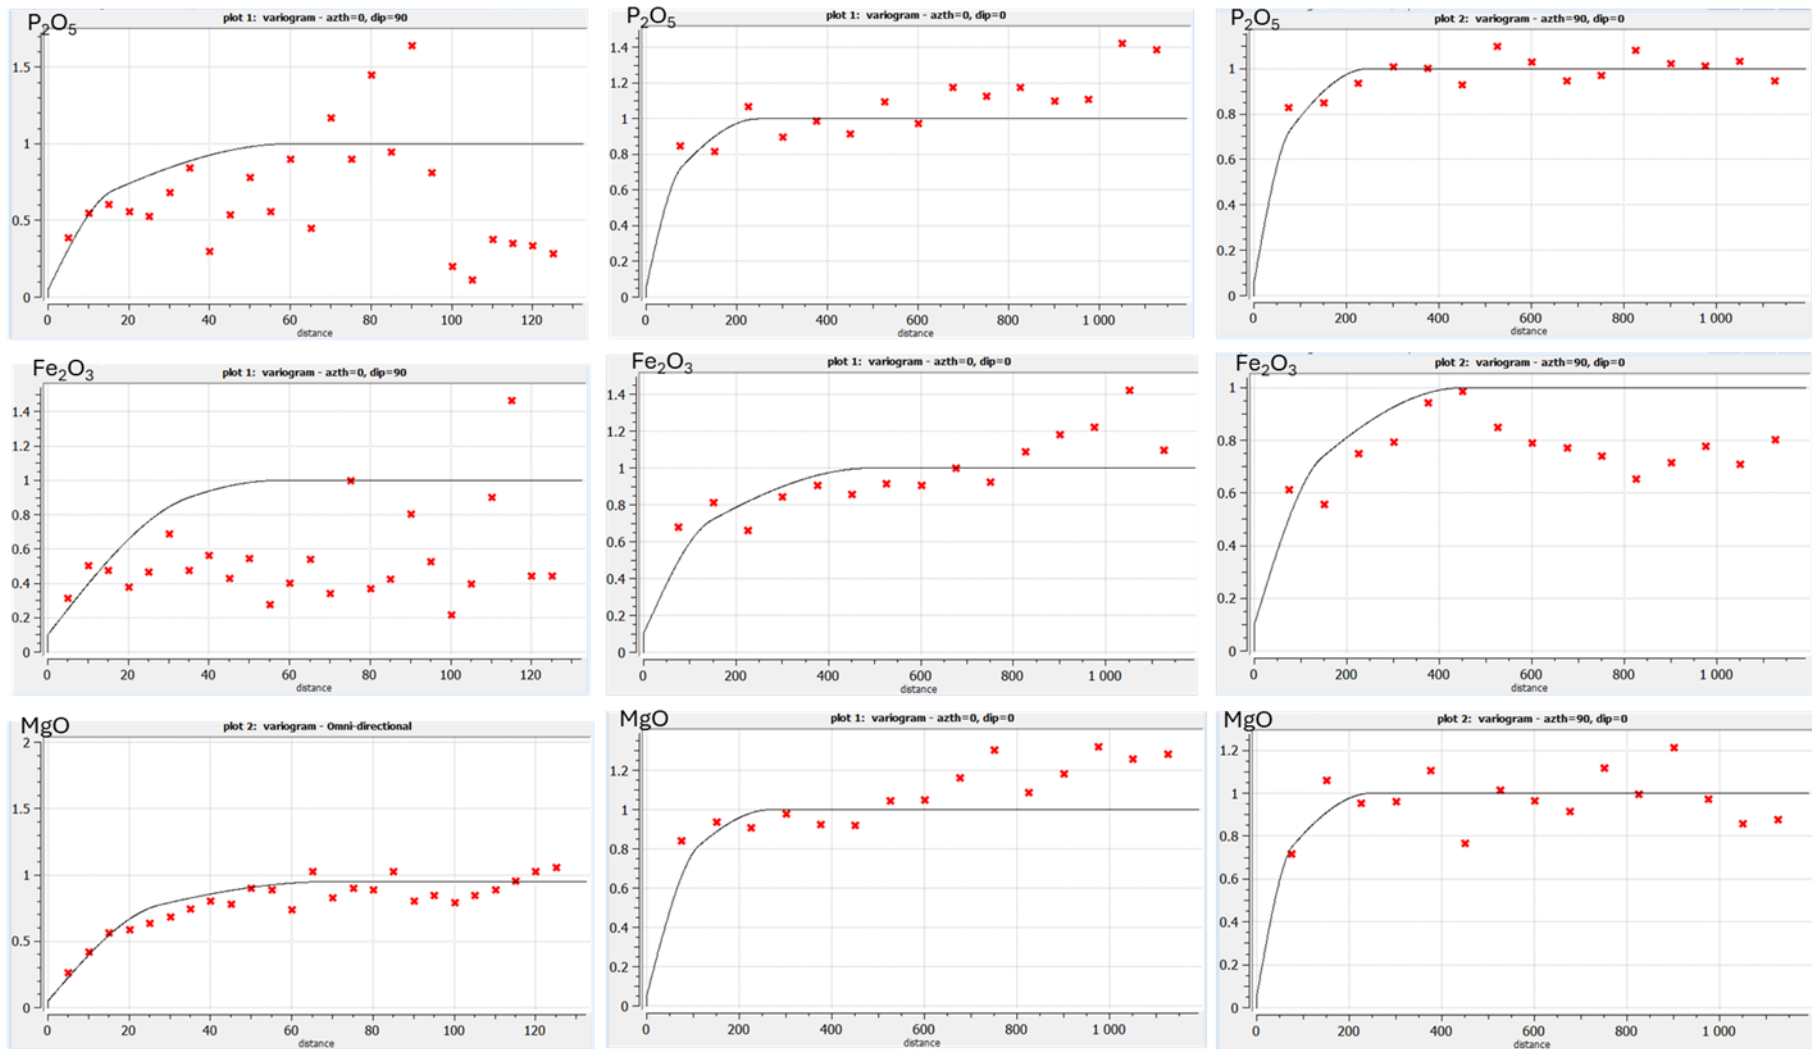 P₂O₅
plot 1: variogram - azth=0, dip=90
1.5
1
0.5
0
0 20 40 60 80 100 120
distance
P₂O₅
plot 1: variogram - azth=0, dip=0
1.4
1.2
1
0.8
0.6
0.4
0.2
0
0 200 400 600 800 1 000
distance
P₂O₅
plot 2: variogram - azth=90, dip=0
1
0.8
0.6
0.4
0.2
0
0 200 400 600 800 1 000
distance
Fe₂O₃
plot 1: variogram - azth=0, dip=90
1.4
1.2
1
0.8
0.6
0.4
0.2
0
0 20 40 60 80 100 120
distance
Fe₂O₃
plot 1: variogram - azth=0, dip=0
1.4
1.2
1
0.8
0.6
0.4
0.2
0
0 200 400 600 800 1 000
distance
Fe₂O₃
plot 2: variogram - azth=90, dip=0
1
0.8
0.6
0.4
0.2
0
0 200 400 600 800 1 000
distance
MgO
plot 2: variogram - Omni-directional
2
1.5
1
0.5
0
0 20 40 60 80 100 120
distance
MgO
plot 1: variogram - azth=0, dip=0
1.2
1
0.8
0.6
0.4
0.2
0
0 200 400 600 800 1 000
distance
MgO
plot 2: variogram - azth=90, dip=0
1.2
1
0.8
0.6
0.4
0.2
0
0 200 400 600 800 1 000
distance